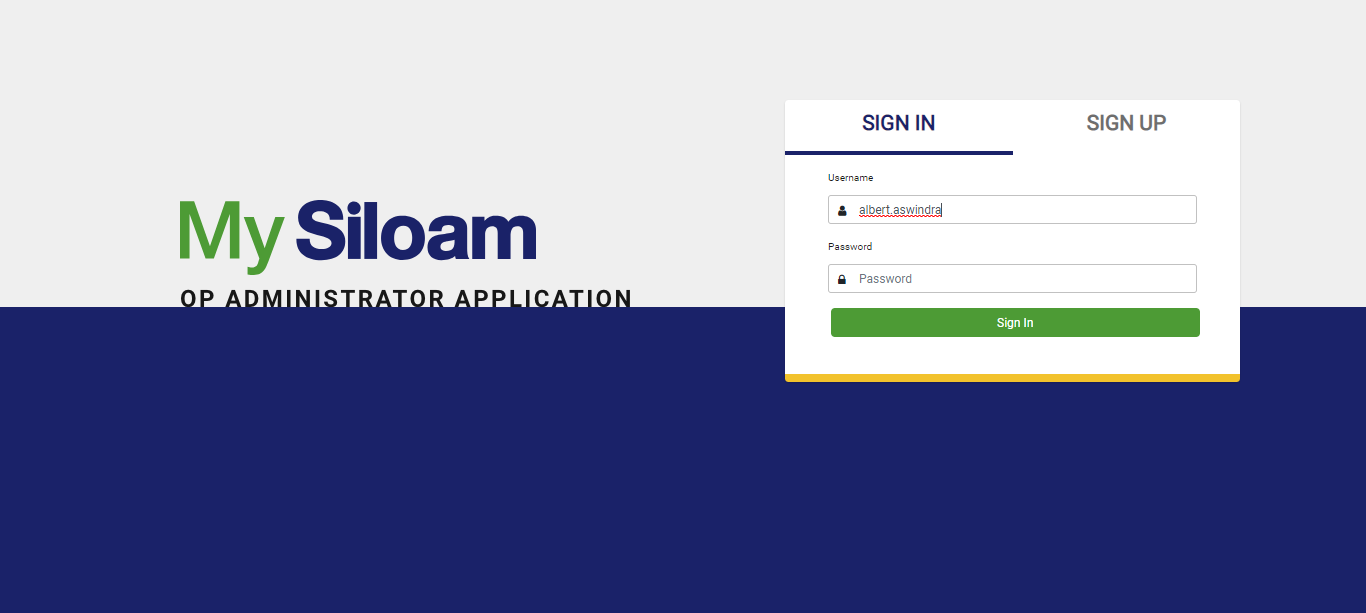 My Siloam
OP ADMINISTRATOR APPLICATION
SIGN IN
SIGN UP
Username
albert.aswindra
Password
Password
Sign In